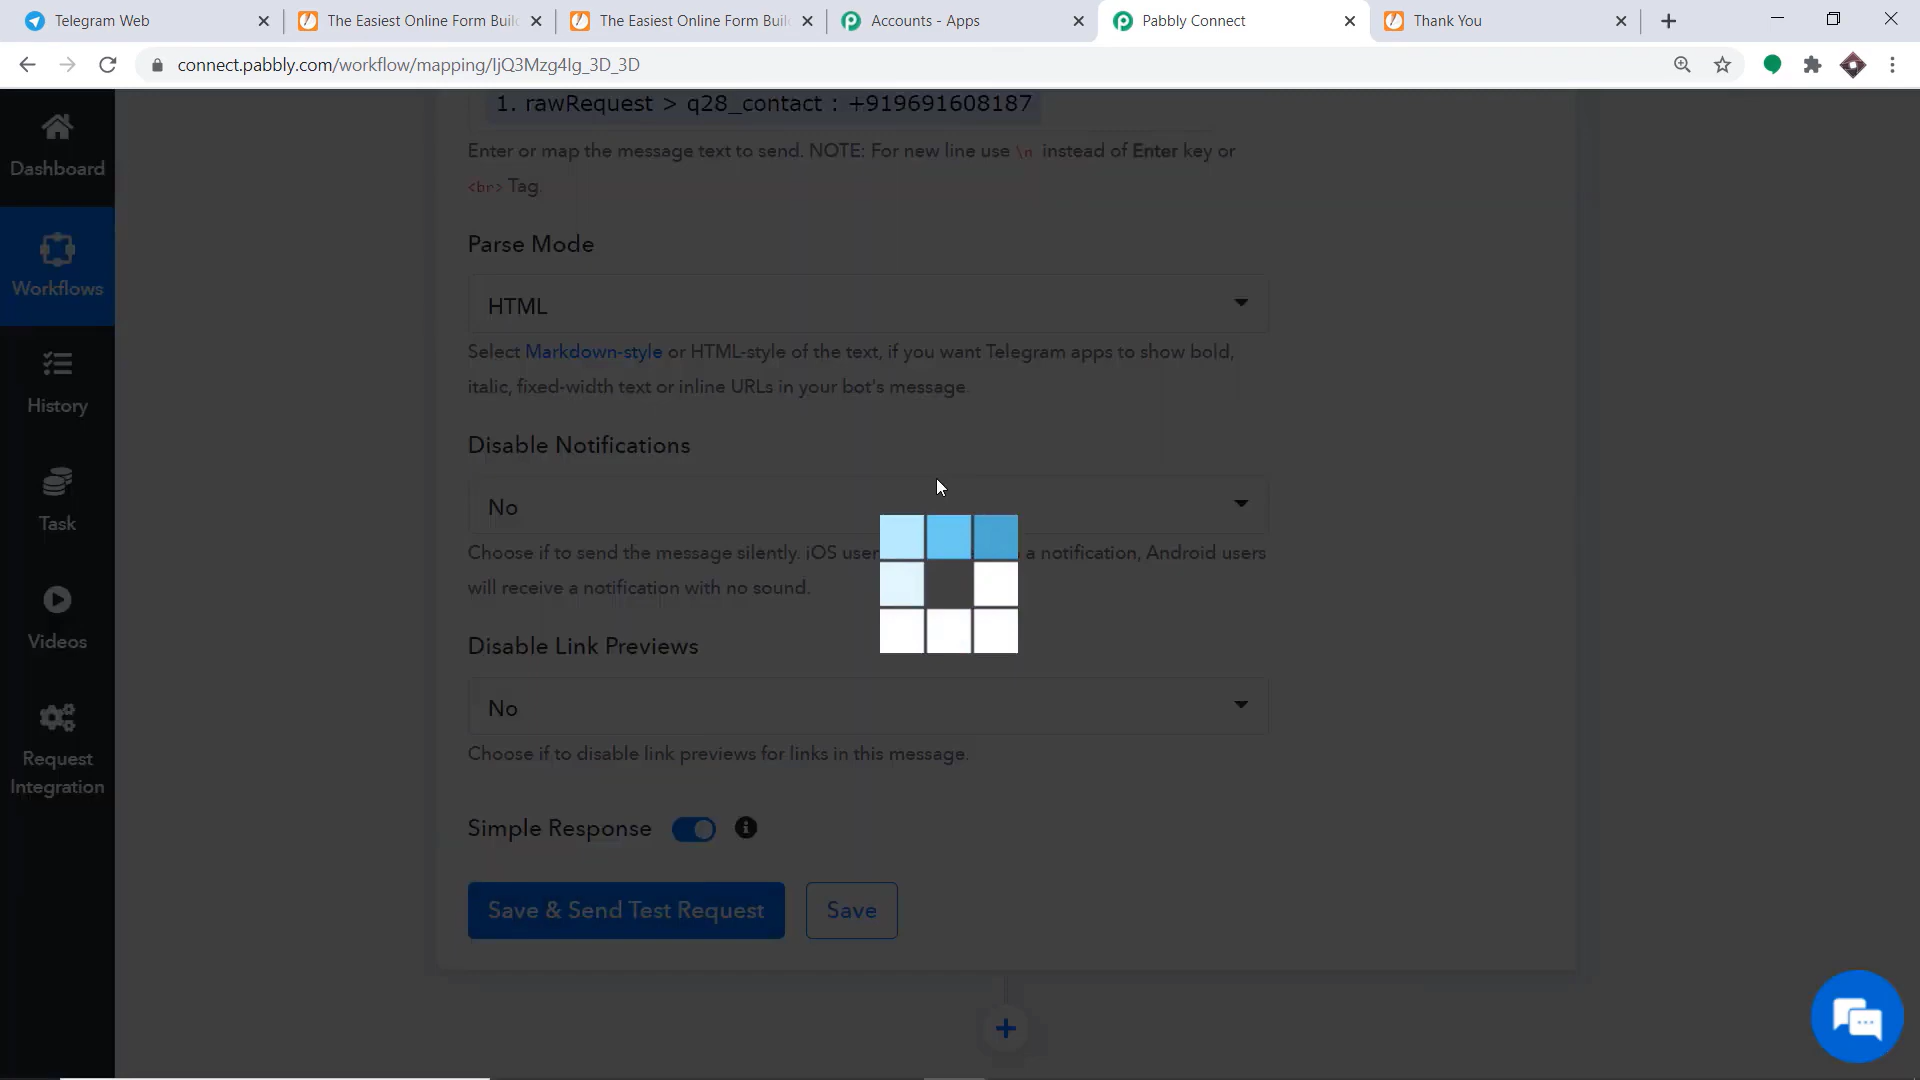 Telegram Web
The Easiest Online Form Buil
The Easiest Online Form Buil
Accounts - Apps
Pabbly Connect
Thank You
connect.pabbly.com/workflow/mapping/IjQ3Mzg4Ig_3D_3D
1. rawRequest > q28_contact : +919691608187
Enter or map the message text to send. NOTE: For new line use \n instead of Enter key or
<br> Tag.
Parse Mode
HTML
Select Markdown-style or HTML-style of the text, if you want Telegram apps to show bold,
italic, fixed-width text or inline URLs in your bot's message.
Disable Notifications
No
Choose if to send the message silently. iOS user a notification, Android users
will receive a notification with no sound.
Disable Link Previews
No
Choose if to disable link previews for links in this message.
Simple Response
Save & Send Test Request
Save
Dashboard
Workflows
History
Task
Videos
Request
Integration